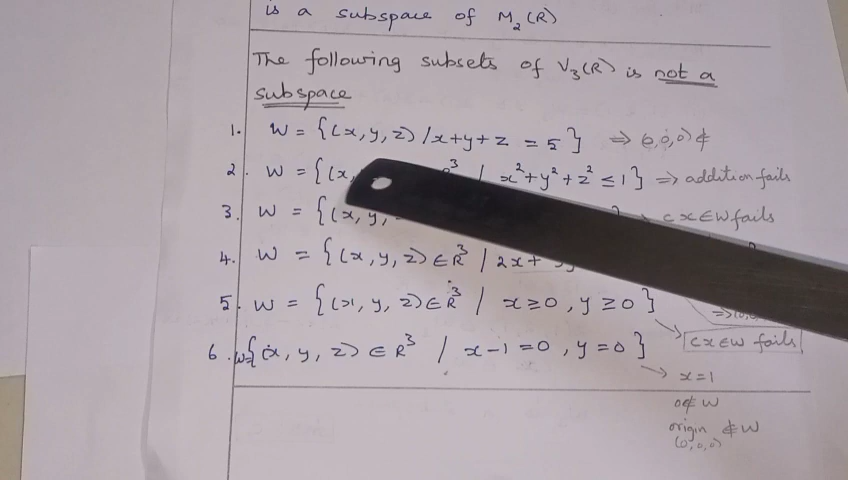 is a subspace of M₂(R)
The following subsets of V₃(R) is not a
subspace
1. W = {(x, y, z) / x+y+z = 5} ⇒ (0,0,0) ∉
2. W = {(x, R³ / x²+y²+z² ≤ 1} ⇒ addition fails
3. W = {(x, y, } cx ∈ W fails
4. W = {(x, y, z) ∈ R³ / 2x+
5. W = {(x, y, z) ∈ R³ / x ≥ 0, y ≥ 0} ⇒ (0,
cx ∈ W fails
6. W= {x, y, z) ∈ R³ / x-1 = 0, y = 0}
→ x = 1
0 ∉ W
origin ∉ W
(0,0,0)